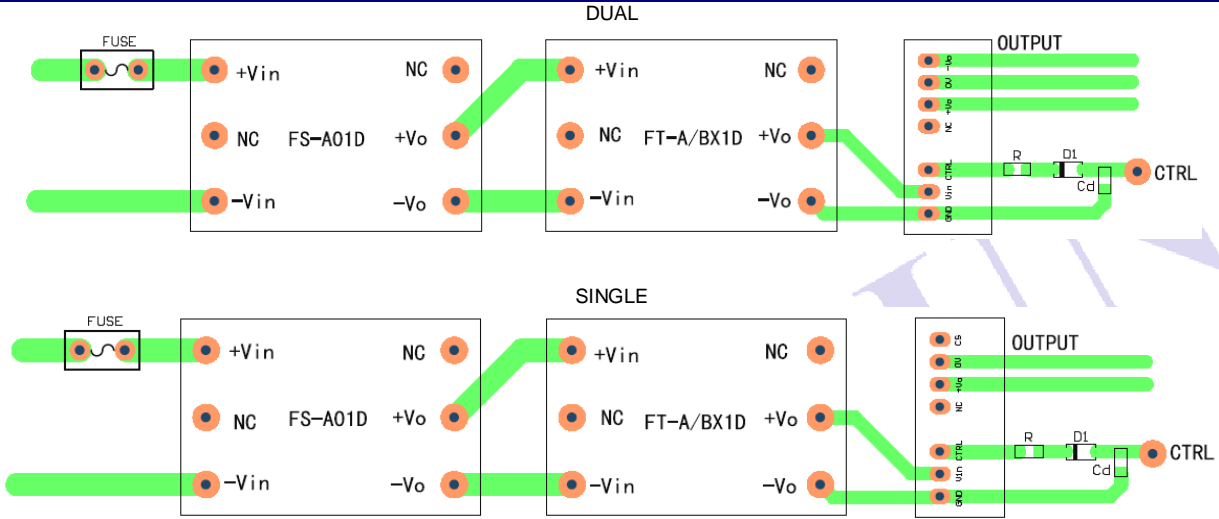 DUAL
FUSE
+Vin
NC
NC
FS-A01D
+Vo
-Vin
-Vo
+Vin
NC
NC
FT-A/BX1D
+Vo
-Vin
-Vo
OUTPUT
-Vo
0V
+Vo
NC
CTRL
Vin
GND
R
D1
Cd
CTRL
SINGLE
FUSE
+Vin
NC
NC
FS-A01D
+Vo
-Vin
-Vo
+Vin
NC
NC
FT-A/BX1D
+Vo
-Vin
-Vo
OUTPUT
CS
0V
+Vo
NC
CTRL
Vin
GND
R
D1
Cd
CTRL